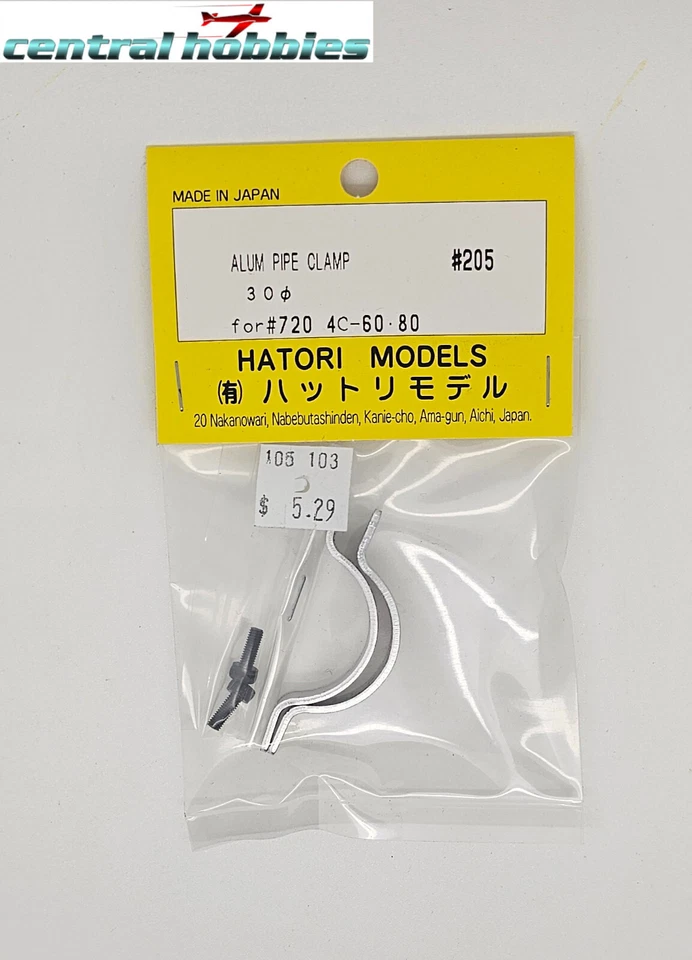 central hobbies
MADE IN JAPAN
ALUM PIPE CLAMP #205
30φ
for#720 4C-60·80
HATORI MODELS
㈲ ハットリモデル
20 Nakanowari, Nabebutashinden, Kanie-cho, Ama-gun, Aichi, Japan.
105 103
$ 5.29